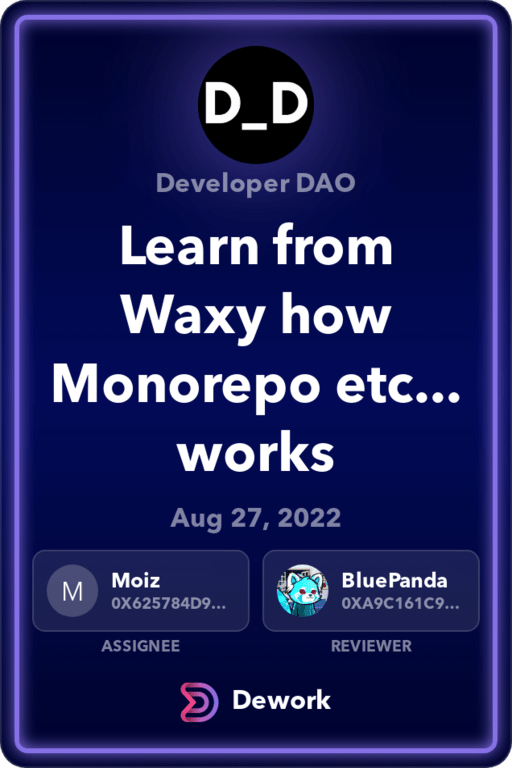 D_D
Developer DAO
Learn from
Waxy how
Monorepo etc...
works
Aug 27, 2022
M
Moiz
0X625784D9...
ASSIGNEE
BluePanda
0XA9C161C9...
REVIEWER
Dework